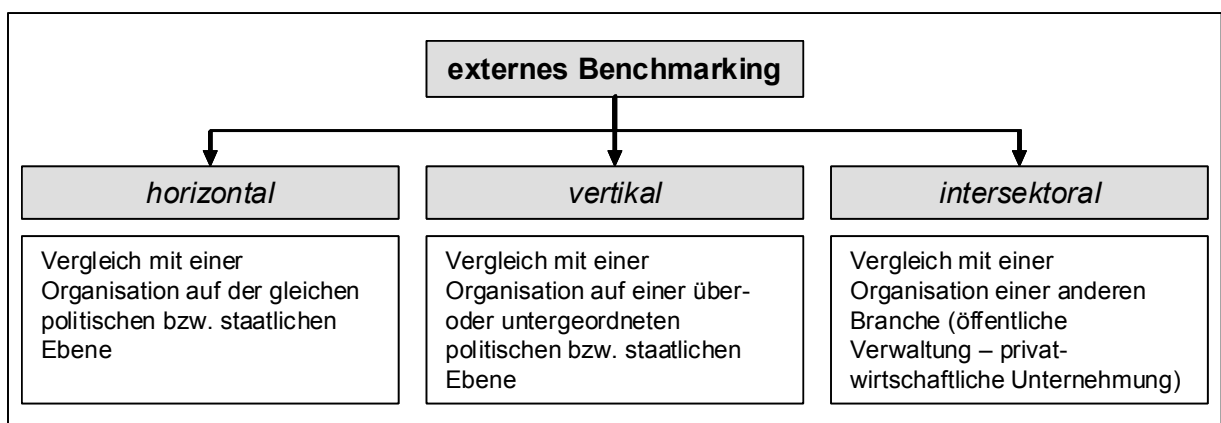 externes Benchmarking
horizontal
Vergleich mit einer
Organisation auf der gleichen
politischen bzw. staatlichen
Ebene
vertikal
Vergleich mit einer
Organisation auf einer über-
oder untergeordneten
politischen bzw. staatlichen
Ebene
intersektoral
Vergleich mit einer
Organisation einer anderen
Branche (öffentliche
Verwaltung – privat-
wirtschaftliche Unternehmung)